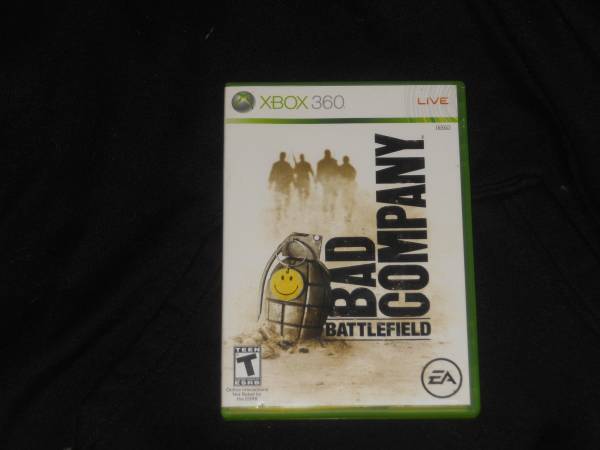 XBOX 360
LIVE
BAD
COMPANY
BATTLEFIELD
TEEN
T
ESRB
EA